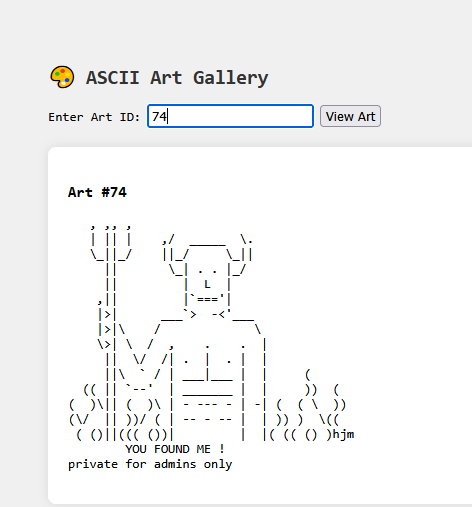 ASCII Art Gallery
Enter Art ID: 74 View Art
Art #74
L
hjm
YOU FOUND ME !
private for admins only